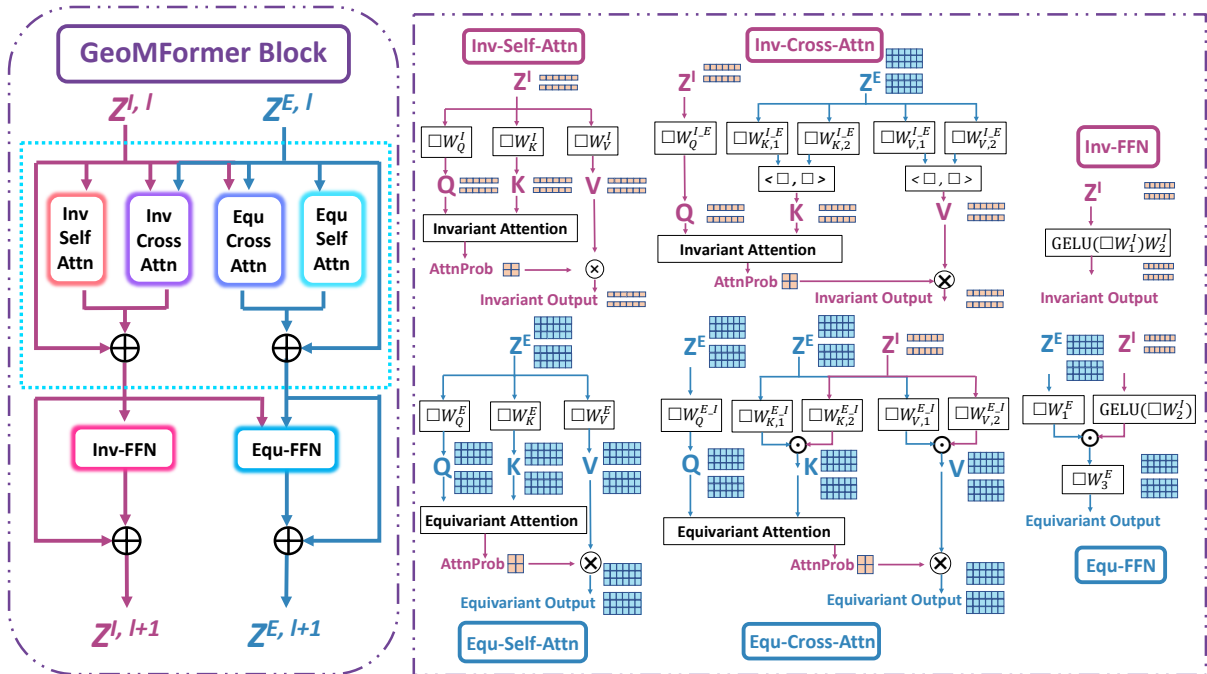 GeoMFormer Block
Z^{I, l} Z^{E, l}
Inv Self Attn
Inv Cross Attn
Equ Cross Attn
Equ Self Attn
⊕ ⊕
Inv-FFN Equ-FFN
⊕ ⊕
Z^{I, l+1} Z^{E, l+1}
Inv-Self-Attn
Z^I
□W_Q^I □W_K^I □W_V^I
Q K V
Invariant Attention
AttnProb ⊗
Invariant Output
Inv-Cross-Attn
Z^I Z^E
□W_Q^{I_E} □W_{K,1}^{I_E} □W_{K,2}^{I_E} □W_{V,1}^{I_E} □W_{V,2}^{I_E}
<□, □> <□, □>
Q K V
Invariant Attention
AttnProb ⊗
Invariant Output
Inv-FFN
Z^I
GELU(□W_1^I)W_2^I
Invariant Output
Z^E
□W_Q^E □W_K^E □W_V^E
Q K V
Equivariant Attention
AttnProb ⊗
Equivariant Output
Equ-Self-Attn
Z^E Z^E Z^I
□W_Q^{E_I} □W_{K,1}^{E_I} □W_{K,2}^{E_I} □W_{V,1}^{E_I} □W_{V,2}^{E_I}
⊙ ⊙
Q K V
Equivariant Attention
AttnProb ⊗
Equivariant Output
Equ-Cross-Attn
Z^E Z^I
□W_1^E GELU(□W_2^I)
⊙
□W_3^E
Equivariant Output
Equ-FFN